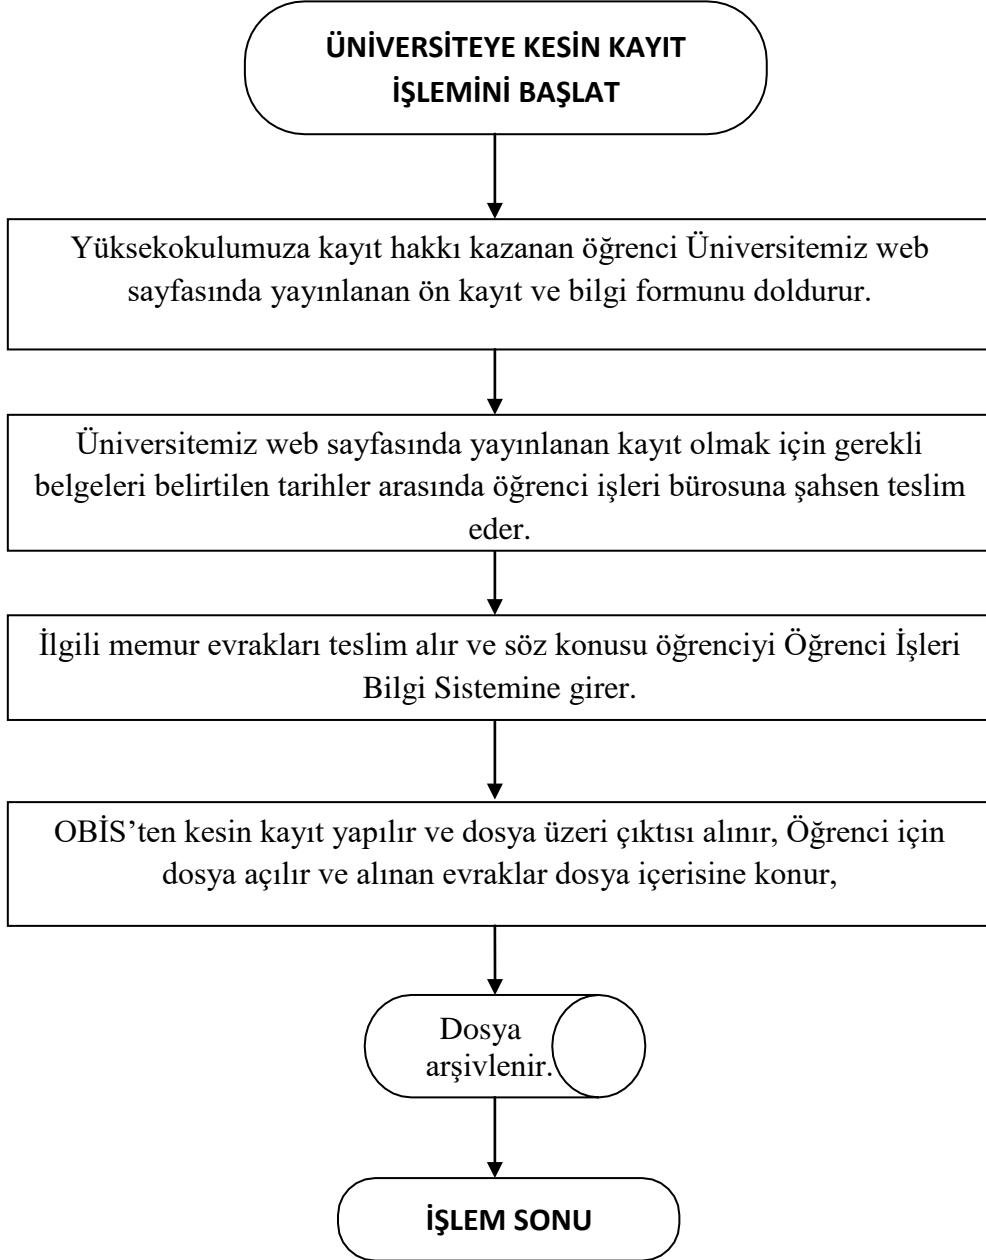 ÜNİVERSİTEYE KESİN KAYIT
İŞLEMİNİ BAŞLAT
Yüksekokulumuza kayıt hakkı kazanan öğrenci Üniversitemiz web
sayfasında yayınlanan ön kayıt ve bilgi formunu doldurur.
Üniversitemiz web sayfasında yayınlanan kayıt olmak için gerekli
belgeleri belirtilen tarihler arasında öğrenci işleri bürosuna şahsen teslim
eder.
İlgili memur evrakları teslim alır ve söz konusu öğrenciyi Öğrenci İşleri
Bilgi Sistemine girer.
OBİS’ten kesin kayıt yapılır ve dosya üzeri çıktısı alınır, Öğrenci için
dosya açılır ve alınan evraklar dosya içerisine konur,
Dosya
arşivlenir.
İŞLEM SONU